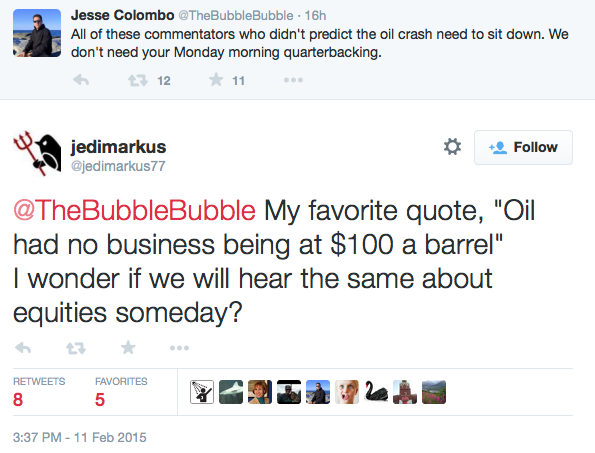 Jesse Colombo @TheBubbleBubble · 16h
All of these commentators who didn't predict the oil crash need to sit down. We
don't need your Monday morning quarterbacking.
12 11
jedimarkus
@jedimarkus77
Follow
@TheBubbleBubble My favorite quote, "Oil
had no business being at $100 a barrel"
I wonder if we will hear the same about
equities someday?
RETWEETS FAVORITES
8 5
3:37 PM - 11 Feb 2015